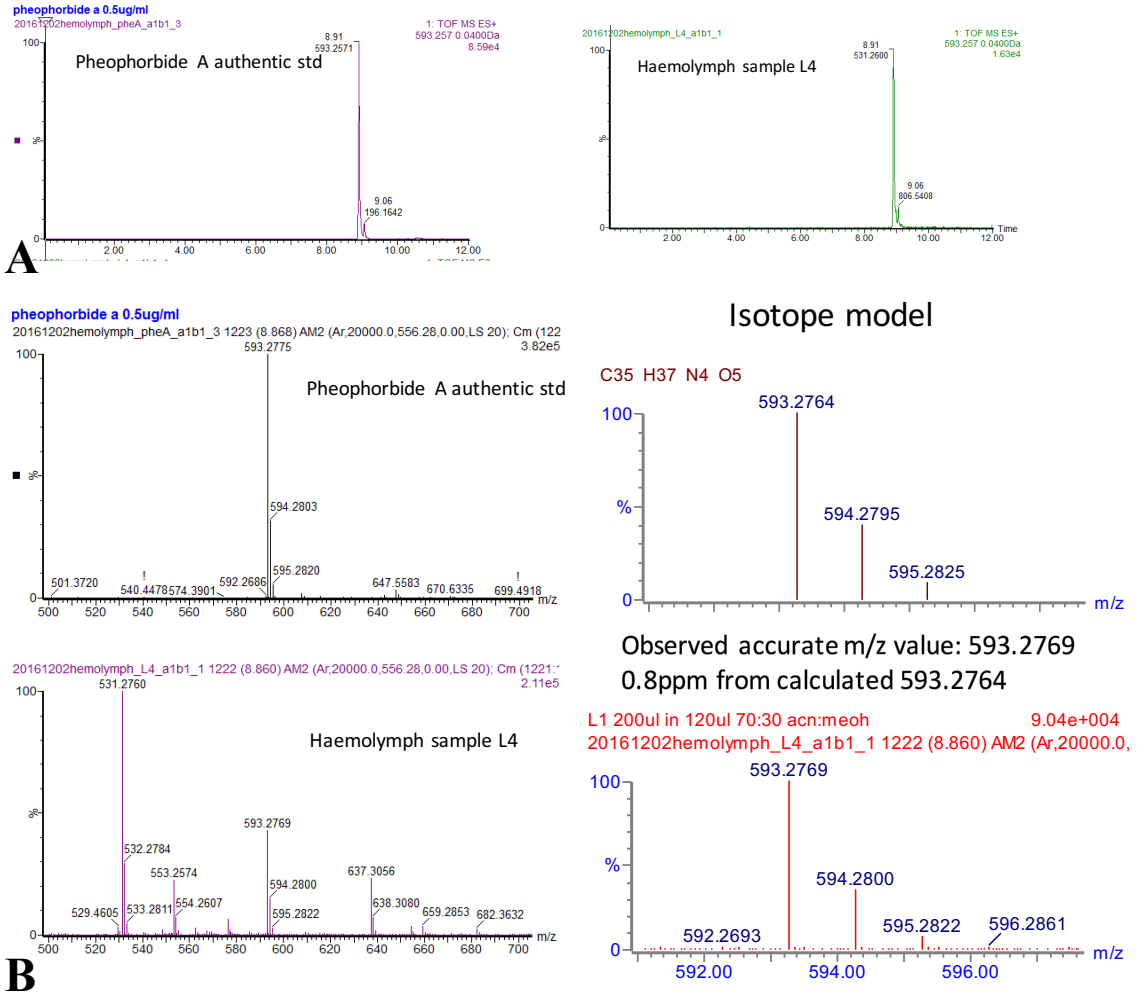 pheophorbide a 0.5ug/ml
20161202hemolymph_pheA_a1b1_3
1: TOF MS ES+
593.257 0.0400Da
8.59e4
8.91
593.2571
100
Pheophorbide A authentic std
%
9.06
196.1642
0
2.00 4.00 6.00 8.00 10.00 12.00
20161202hemolymph_L4_a1b1_1
1: TOF MS ES+
593.257 0.0400Da
1.63e4
8.91
531.2600
100
Haemolymph sample L4
%
9.06
806.5408
0
2.00 4.00 6.00 8.00 10.00 12.00
Time
A
pheophorbide a 0.5ug/ml
20161202hemolymph_pheA_a1b1_3 1223 (8.868) AM2 (Ar,20000.0,556.28,0.00,LS 20); Cm (122
3.82e5
593.2775
100
Pheophorbide A authentic std
%
594.2803
595.2820
501.3720
!
540.4478
574.3901
592.2686
647.5583
670.6335
!
699.4918
0
500 520 540 560 580 600 620 640 660 680 700 m/z
Isotope model
C35 H37 N4 O5
593.2764
100
594.2795
%
595.2825
0
m/z
Observed accurate m/z value: 593.2769
0.8ppm from calculated 593.2764
20161202hemolymph_L4_a1b1_1 1222 (8.860) AM2 (Ar,20000.0,556.28,0.00,LS 20); Cm (1221:
2.11e5
531.2760
100
Haemolymph sample L4
%
593.2769
532.2784
553.2574
637.3056
594.2800
529.4605
533.2811
554.2607
595.2822
638.3080
659.2853
682.3632
0
500 520 540 560 580 600 620 640 660 680 700 m/z
L1 200ul in 120ul 70:30 acn:meoh
9.04e+004
20161202hemolymph_L4_a1b1_1 1222 (8.860) AM2 (Ar,20000.0,
593.2769
100
%
594.2800
592.2693
595.2822
596.2861
0
592.00 594.00 596.00
m/z
B